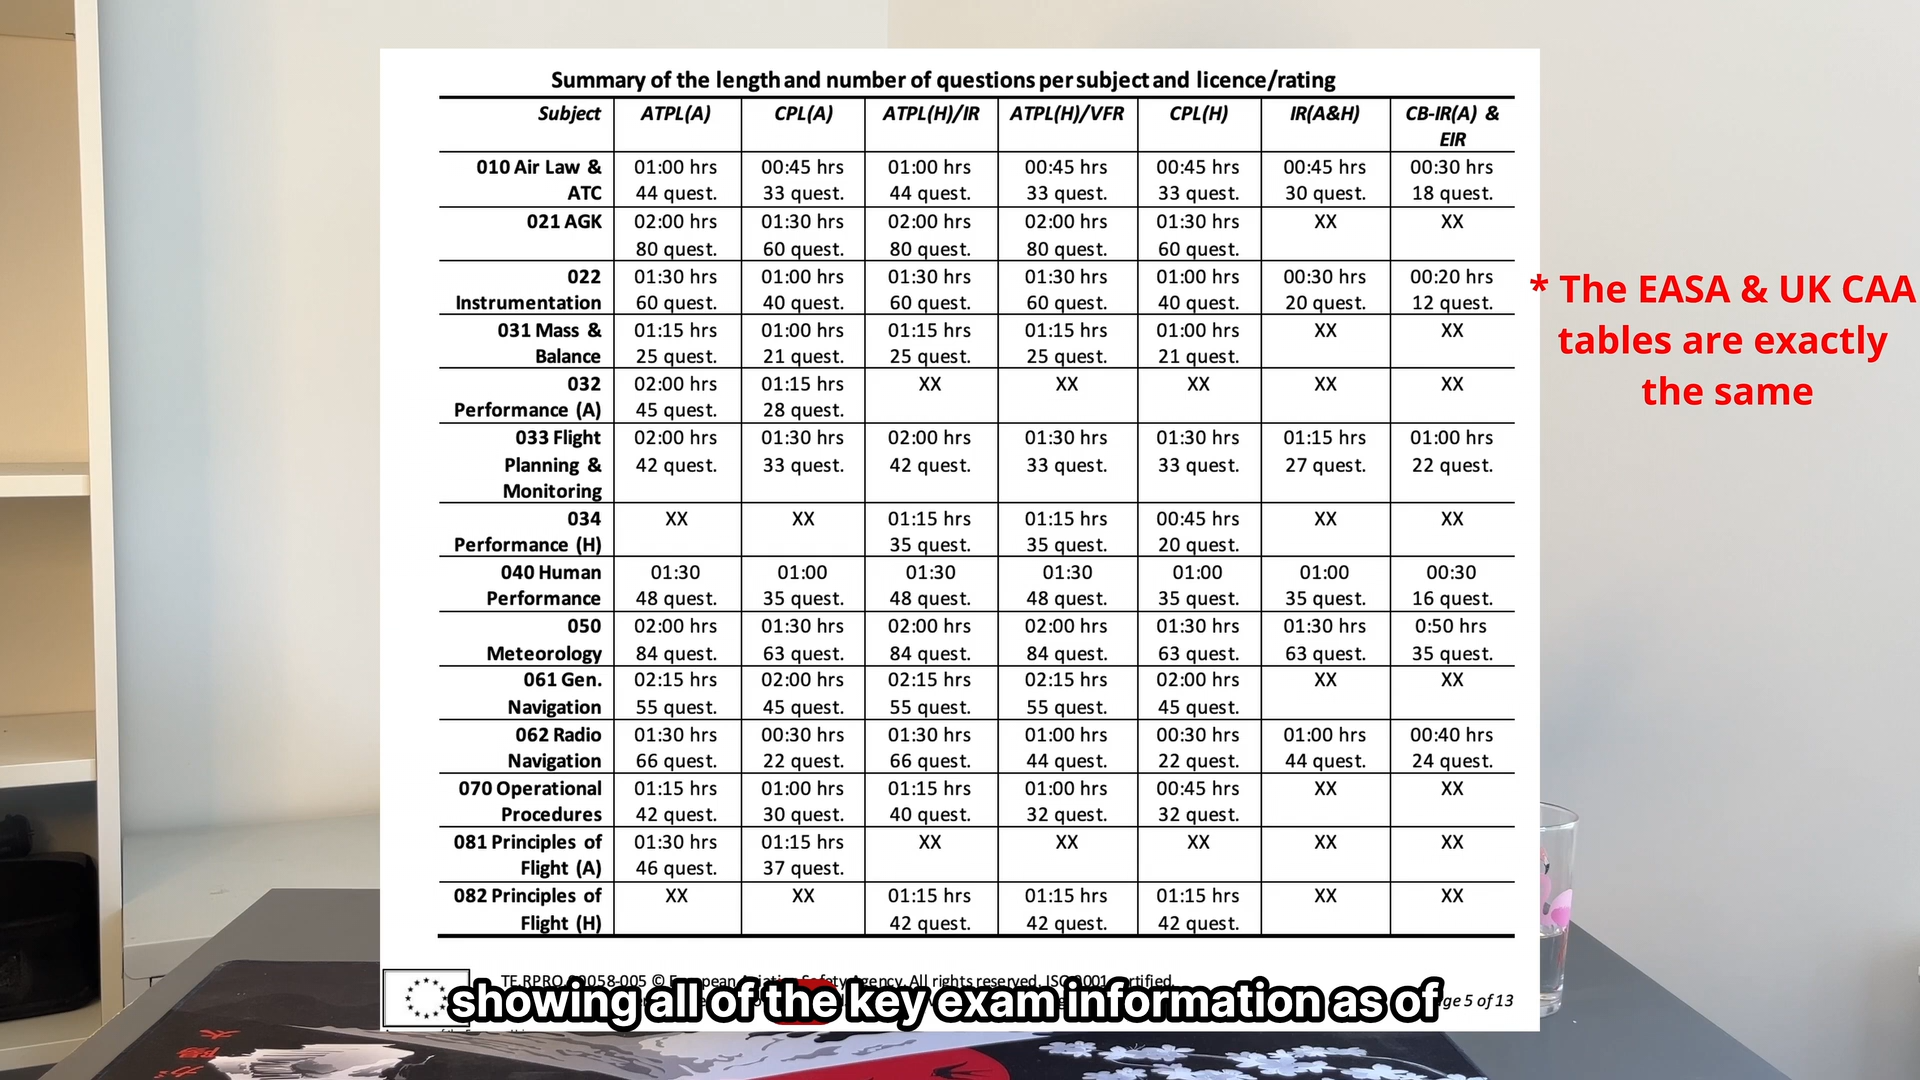 Summary of the length and number of questions per subject and licence/rating
Subject ATPL(A) CPL(A) ATPL(H)/IR ATPL(H)/VFR CPL(H) IR(A&H) CB-IR(A) &
EIR
010 Air Law & 01:00 hrs 00:45 hrs 01:00 hrs 00:45 hrs 00:45 hrs 00:45 hrs 00:30 hrs
ATC 44 quest. 33 quest. 44 quest. 33 quest. 33 quest. 30 quest. 18 quest.
021 AGK 02:00 hrs 01:30 hrs 02:00 hrs 02:00 hrs 01:30 hrs XX XX
80 quest. 60 quest. 80 quest. 80 quest. 60 quest.
022 01:30 hrs 01:00 hrs 01:30 hrs 01:30 hrs 01:00 hrs 00:30 hrs 00:20 hrs
Instrumentation 60 quest. 40 quest. 60 quest. 60 quest. 40 quest. 20 quest. 12 quest.
031 Mass & 01:15 hrs 01:00 hrs 01:15 hrs 01:15 hrs 01:00 hrs XX XX
Balance 25 quest. 21 quest. 25 quest. 25 quest. 21 quest.
032 02:00 hrs 01:15 hrs XX XX XX XX XX
Performance (A) 45 quest. 28 quest.
033 Flight 02:00 hrs 01:30 hrs 02:00 hrs 01:30 hrs 01:30 hrs 01:15 hrs 01:00 hrs
Planning & 42 quest. 33 quest. 42 quest. 33 quest. 33 quest. 27 quest. 22 quest.
Monitoring
034 XX XX 01:15 hrs 01:15 hrs 00:45 hrs XX XX
Performance (H) 35 quest. 35 quest. 20 quest.
040 Human 01:30 01:00 01:30 01:30 01:00 01:00 00:30
Performance 48 quest. 35 quest. 48 quest. 48 quest. 35 quest. 35 quest. 16 quest.
050 02:00 hrs 01:30 hrs 02:00 hrs 02:00 hrs 01:30 hrs 01:30 hrs 0:50 hrs
Meteorology 84 quest. 63 quest. 84 quest. 84 quest. 63 quest. 63 quest. 35 quest.
061 Gen. 02:15 hrs 02:00 hrs 02:15 hrs 02:15 hrs 02:00 hrs XX XX
Navigation 55 quest. 45 quest. 55 quest. 55 quest. 45 quest.
062 Radio 01:30 hrs 00:30 hrs 01:30 hrs 01:00 hrs 00:30 hrs 01:00 hrs 00:40 hrs
Navigation 66 quest. 22 quest. 66 quest. 44 quest. 22 quest. 44 quest. 24 quest.
070 Operational 01:15 hrs 01:00 hrs 01:15 hrs 01:00 hrs 00:45 hrs XX XX
Procedures 42 quest. 30 quest. 40 quest. 32 quest. 32 quest.
081 Principles of 01:30 hrs 01:15 hrs XX XX XX XX XX
Flight (A) 46 quest. 37 quest.
082 Principles of XX XX 01:15 hrs 01:15 hrs 01:15 hrs XX XX
Flight (H) 42 quest. 42 quest. 42 quest.
* The EASA & UK CAA
tables are exactly
the same
© European Aviation Safety Agency. All rights reserved. ISO 9001 certified.
showing all of the key exam information as of
5 of 13